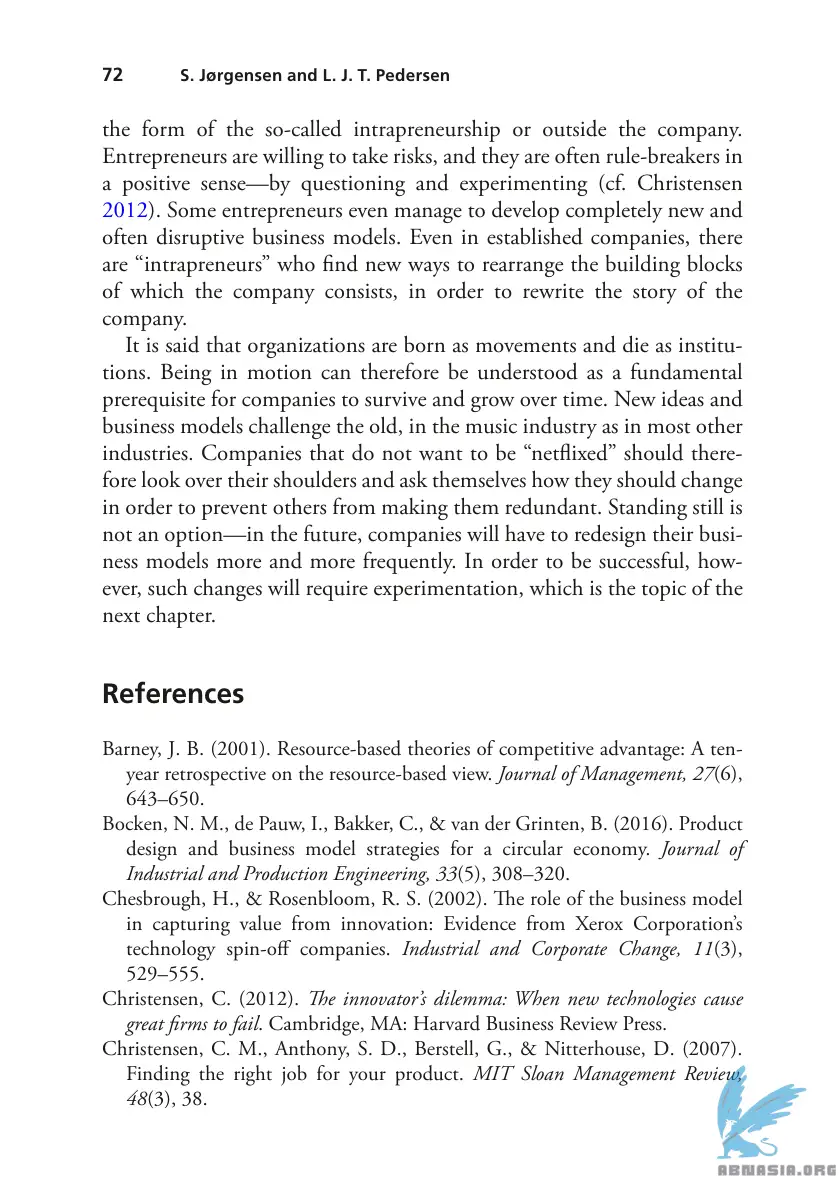 72 S. Jørgensen and L. J. T. Pedersen
the form of the so-called intrapreneurship or outside the company.
Entrepreneurs are willing to take risks, and they are often rule-breakers in
a positive sense—by questioning and experimenting (cf. Christensen
2012). Some entrepreneurs even manage to develop completely new and
often disruptive business models. Even in established companies, there
are “intrapreneurs” who find new ways to rearrange the building blocks
of which the company consists, in order to rewrite the story of the
company.
It is said that organizations are born as movements and die as institu-
tions. Being in motion can therefore be understood as a fundamental
prerequisite for companies to survive and grow over time. New ideas and
business models challenge the old, in the music industry as in most other
industries. Companies that do not want to be “netflixed” should there-
fore look over their shoulders and ask themselves how they should change
in order to prevent others from making them redundant. Standing still is
not an option—in the future, companies will have to redesign their busi-
ness models more and more frequently. In order to be successful, how-
ever, such changes will require experimentation, which is the topic of the
next chapter.
References
Barney, J. B. (2001). Resource-based theories of competitive advantage: A ten-
year retrospective on the resource-based view. Journal of Management, 27(6),
643–650.
Bocken, N. M., de Pauw, I., Bakker, C., & van der Grinten, B. (2016). Product
design and business model strategies for a circular economy. Journal of
Industrial and Production Engineering, 33(5), 308–320.
Chesbrough, H., & Rosenbloom, R. S. (2002). The role of the business model
in capturing value from innovation: Evidence from Xerox Corporation’s
technology spin-off companies. Industrial and Corporate Change, 11(3),
529–555.
Christensen, C. (2012). The innovator’s dilemma: When new technologies cause
great firms to fail. Cambridge, MA: Harvard Business Review Press.
Christensen, C. M., Anthony, S. D., Berstell, G., & Nitterhouse, D. (2007).
Finding the right job for your product. MIT Sloan Management Review,
48(3), 38.
ABNASIA.ORG